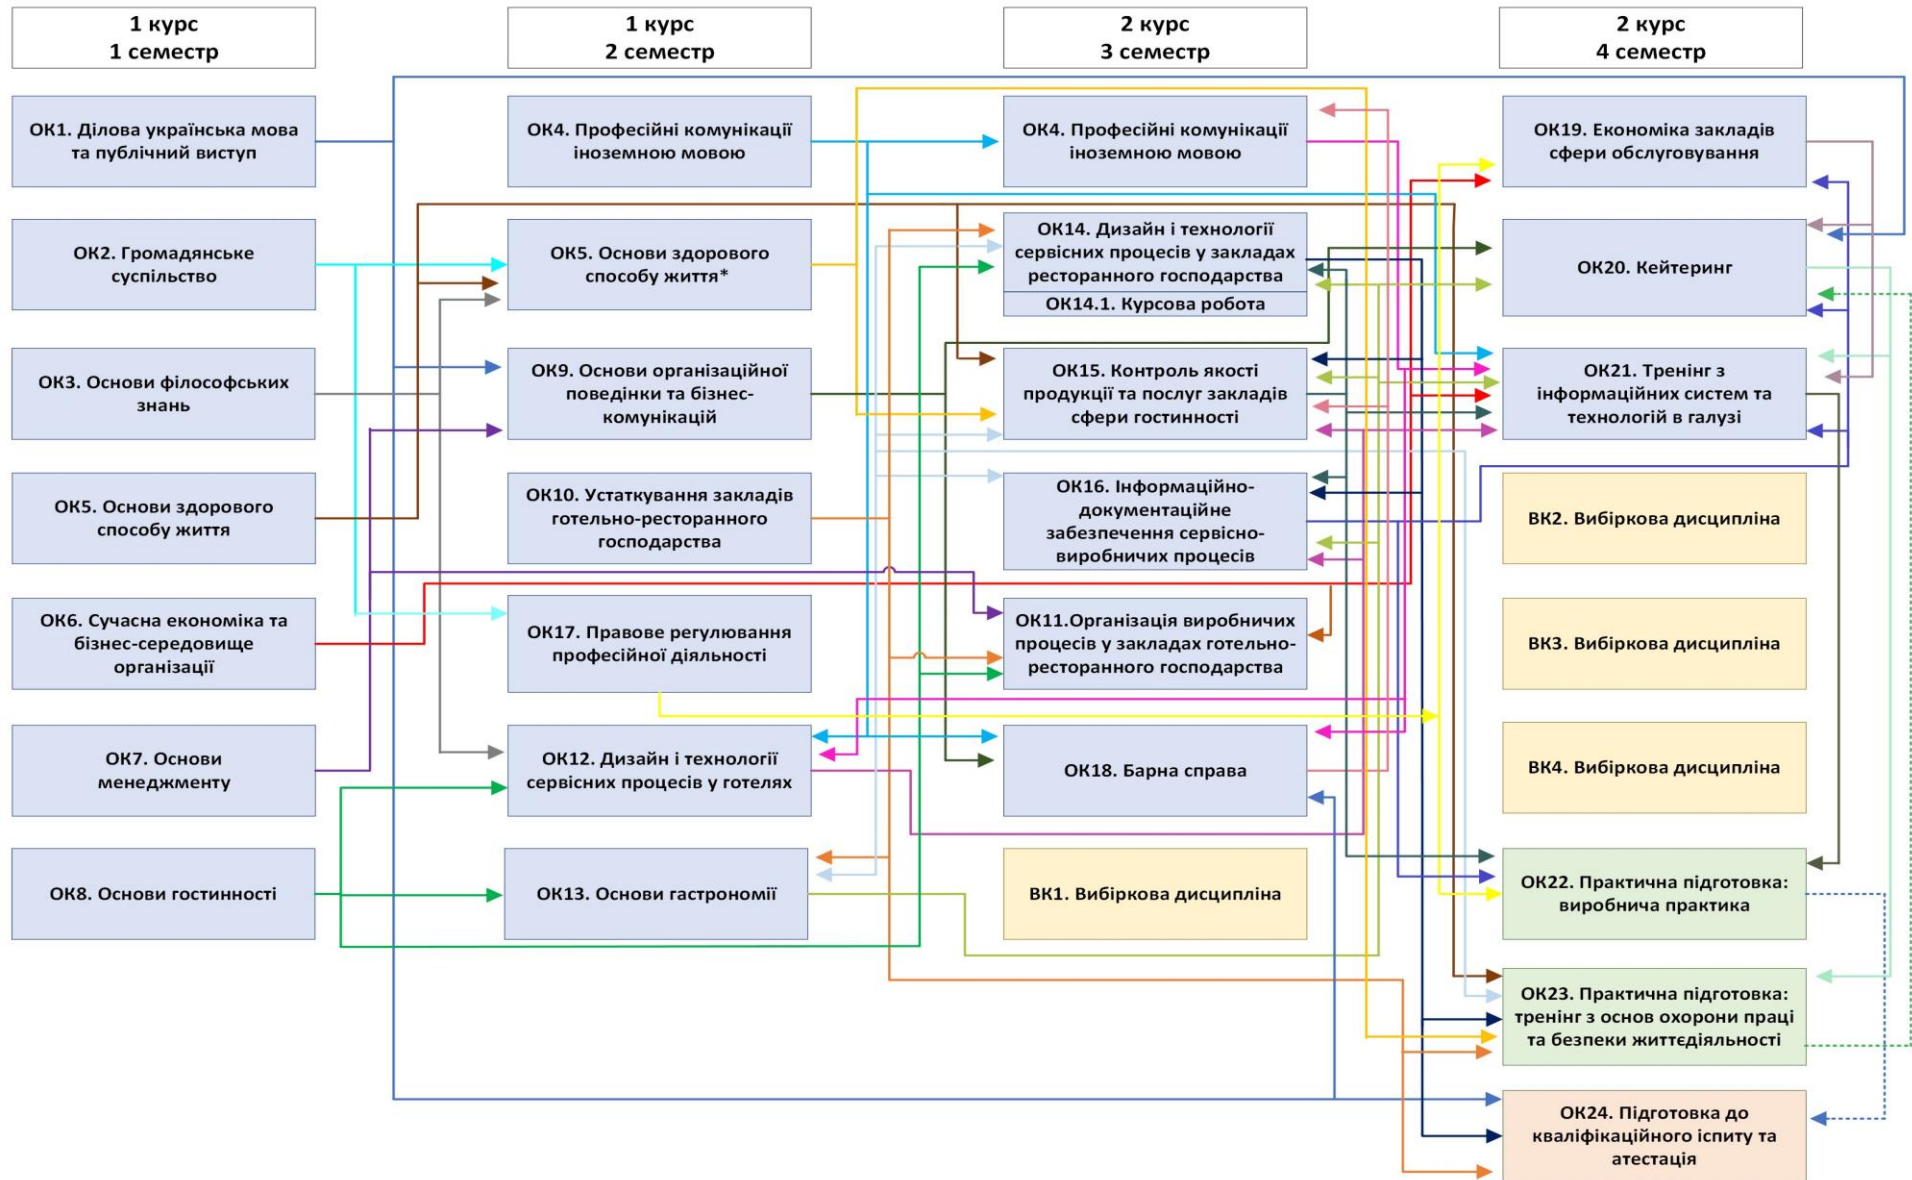 1 курс
1 семестр
1 курс
2 семестр
2 курс
3 семестр
2 курс
4 семестр
ОК1. Ділова українська мова
та публічний виступ
ОК4. Професійні комунікації
іноземною мовою
ОК4. Професійні комунікації
іноземною мовою
ОК19. Економіка закладів
сфери обслуговування
ОК2. Громадянське
суспільство
ОК5. Основи здорового
способу життя*
ОК14. Дизайн і технології
сервісних процесів у закладах
ресторанного господарства
ОК14.1. Курсова робота
ОК20. Кейтеринг
ОК3. Основи філософських
знань
ОК9. Основи організаційної
поведінки та бізнес-
комунікацій
ОК15. Контроль якості
продукції та послуг закладів
сфери гостинності
ОК21. Тренінг з
інформаційних систем та
технологій в галузі
ОК5. Основи здорового
способу життя
ОК10. Устаткування закладів
готельно-ресторанного
господарства
ОК16. Інформаційно-
документаційне
забезпечення сервісно-
виробничих процесів
ВК2. Вибіркова дисципліна
ОК6. Сучасна економіка та
бізнес-середовище
організації
ОК17. Правове регулювання
професійної діяльності
ОК11.Організація виробничих
процесів у закладах готельно-
ресторанного господарства
ВК3. Вибіркова дисципліна
ОК7. Основи
менеджменту
ОК12. Дизайн і технології
сервісних процесів у готелях
ОК18. Барна справа
ВК4. Вибіркова дисципліна
ОК8. Основи гостинності
ОК13. Основи гастрономії
ВК1. Вибіркова дисципліна
ОК22. Практична підготовка:
виробнича практика
ОК23. Практична підготовка:
тренінг з основ охорони праці
та безпеки життєдіяльності
ОК24. Підготовка до
кваліфікаційного іспиту та
атестація